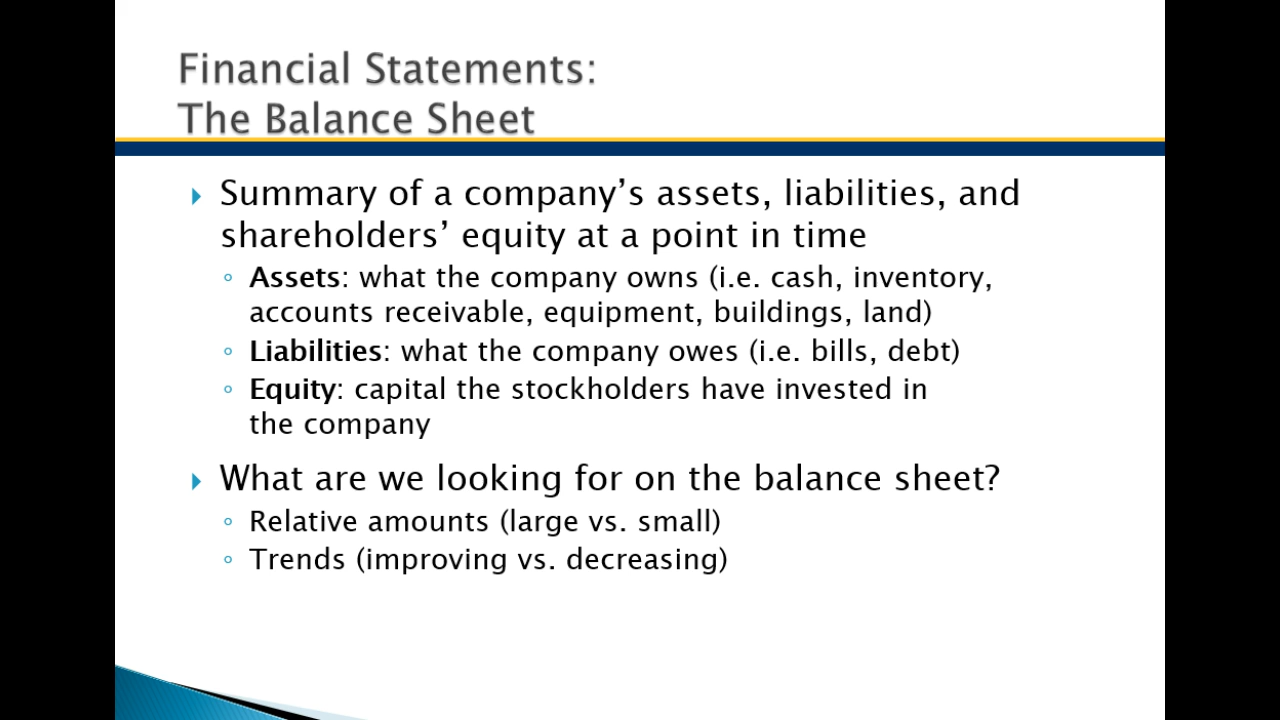 Financial Statements:
The Balance Sheet
Summary of a company’s assets, liabilities, and
shareholders’ equity at a point in time
Assets: what the company owns (i.e. cash, inventory,
accounts receivable, equipment, buildings, land)
Liabilities: what the company owes (i.e. bills, debt)
Equity: capital the stockholders have invested in
the company
What are we looking for on the balance sheet?
Relative amounts (large vs. small)
Trends (improving vs. decreasing)